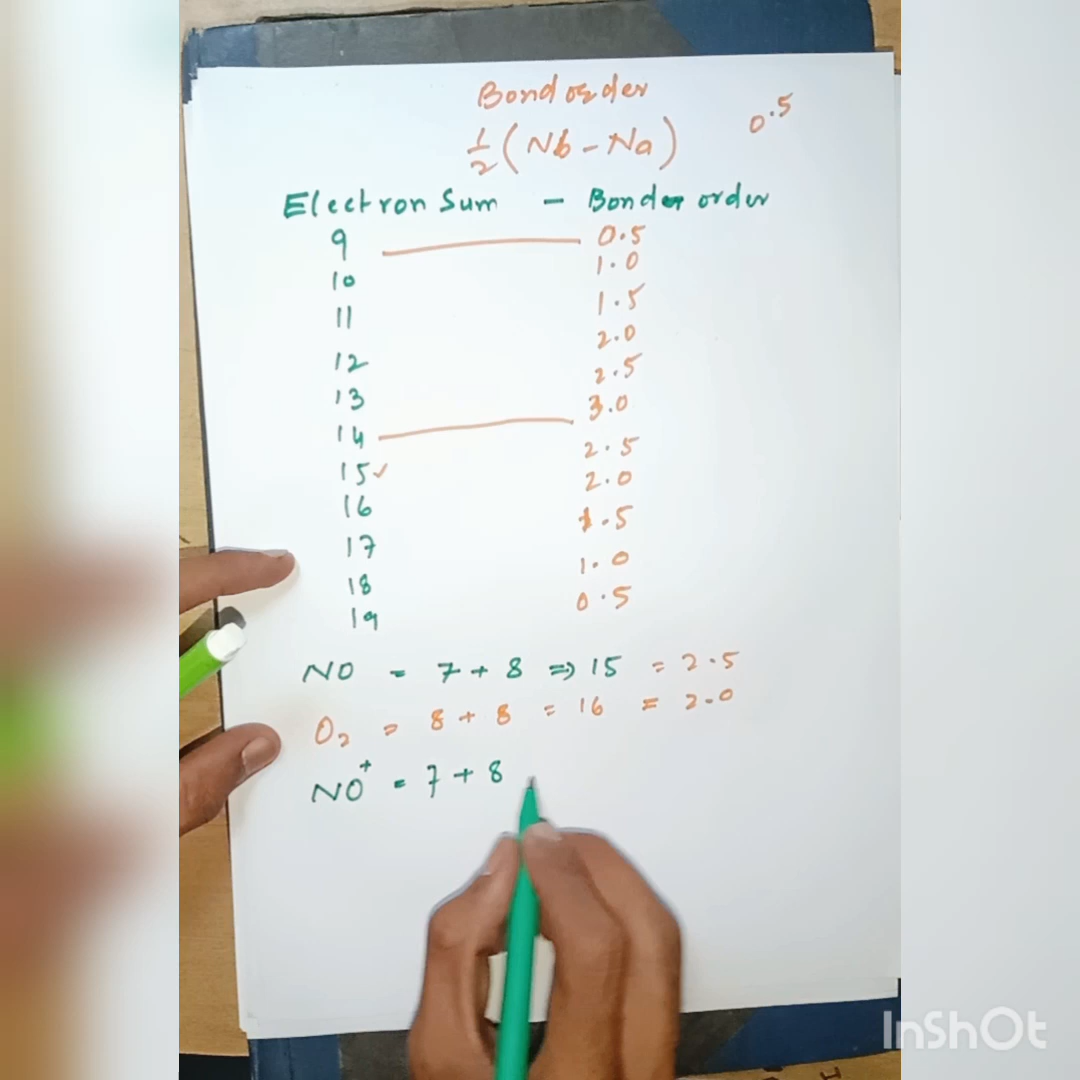 Bond order
1/2 (Nb - Na) 0.5
Electron Sum - Bonder order
9 0.5
10 1.0
11 1.5
12 2.0
13 2.5
14 3.0
15✓ 2.5
16 2.0
17 1.5
18 1.0
19 0.5
NO = 7 + 8 ⇒ 15 = 2.5
O₂ = 8 + 8 = 16 = 2.0
NO⁺ = 7 + 8
InShOt